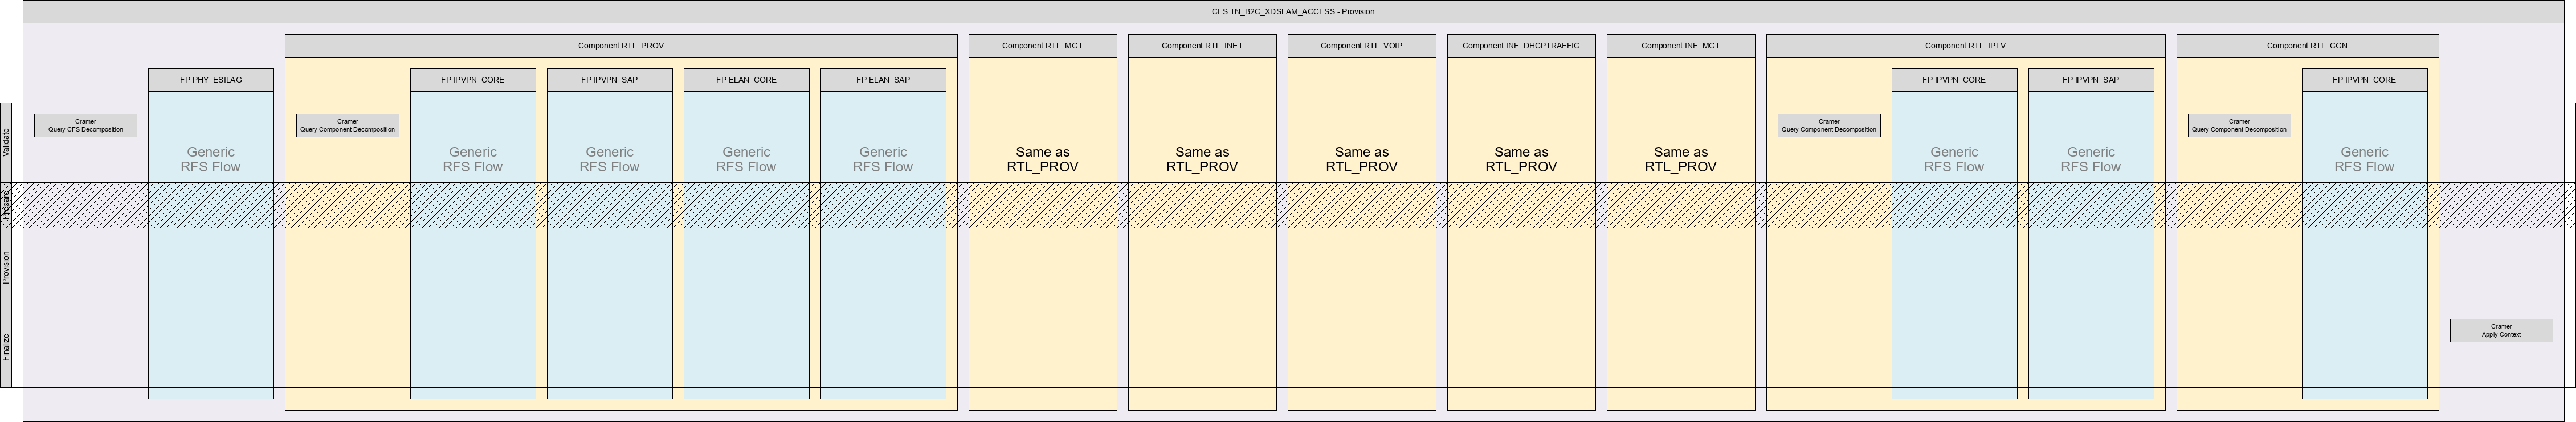 CFS TN_B2C_XDSLAM_ACCESS - Provision
Component RTL_PROV
Component RTL_MGT
Component RTL_INET
Component RTL_VOIP
Component INF_DHCPTRAFFIC
Component INF_MGT
Component RTL_IPTV
Component RTL_CGN
FP PHY_ESILAG
FP IPVPN_CORE
FP IPVPN_SAP
FP ELAN_CORE
FP ELAN_SAP
FP IPVPN_CORE
FP IPVPN_SAP
FP IPVPN_CORE
Validate
Cramer
Query CFS Decomposition
Generic
RFS Flow
Cramer
Query Component Decomposition
Generic
RFS Flow
Generic
RFS Flow
Generic
RFS Flow
Generic
RFS Flow
Same as
RTL_PROV
Same as
RTL_PROV
Same as
RTL_PROV
Same as
RTL_PROV
Same as
RTL_PROV
Cramer
Query Component Decomposition
Generic
RFS Flow
Generic
RFS Flow
Cramer
Query Component Decomposition
Generic
RFS Flow
Prepare
Provision
Finalize
Cramer
Apply Context